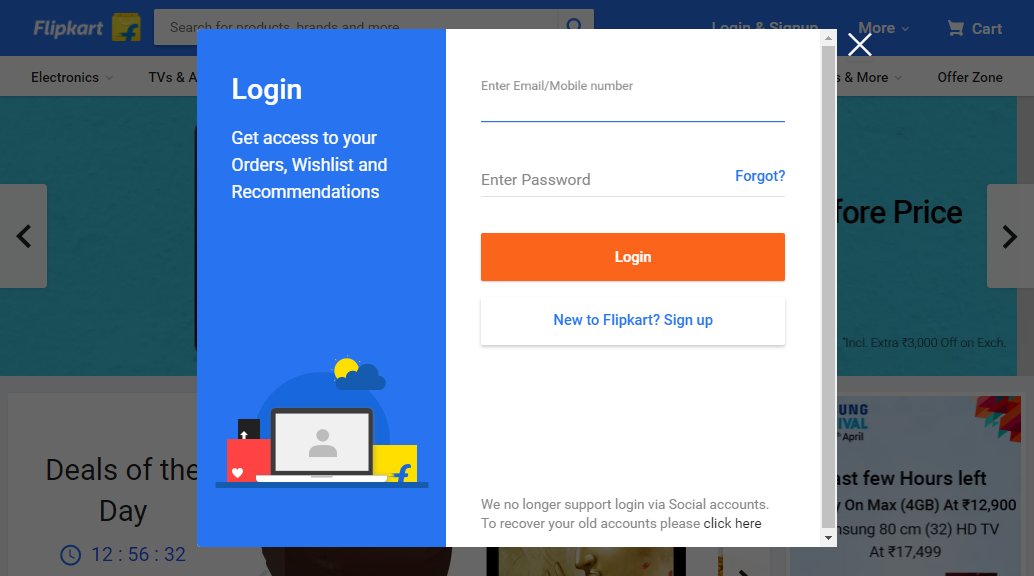 Flipkart
Search for products, brands and more
Login & Signup
More
Cart
Electronics
TVs & A
s & More
Offer Zone
Login
Get access to your
Orders, Wishlist and
Recommendations
Enter Email/Mobile number
Enter Password
Forgot?
Login
New to Flipkart? Sign up
We no longer support login via Social accounts.
To recover your old accounts please click here
fore Price
*Incl. Extra ₹3,000 Off on Exch.
Deals of the
Day
12 : 56 : 32
UNG
IVAL
April
ast few Hours left
y On Max (4GB) At ₹12,900
nsung 80 cm (32) HD TV
At ₹17,499